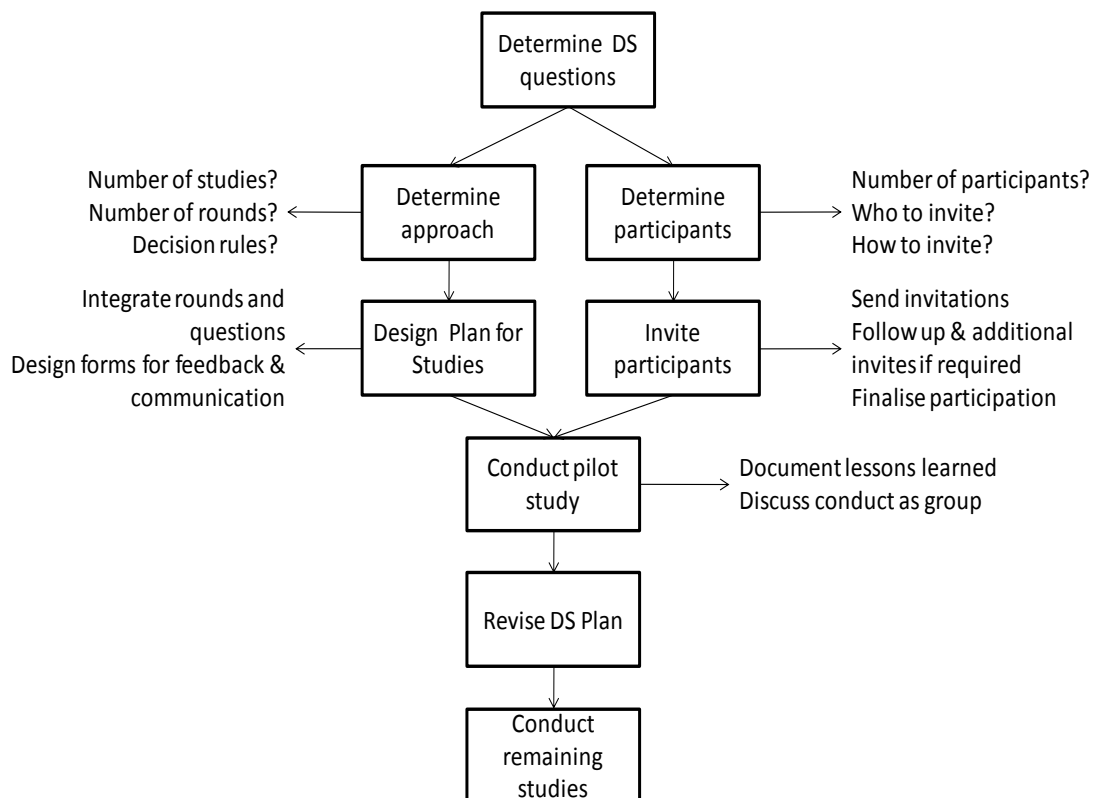 Determine DS
questions
Number of studies?
Number of rounds?
Decision rules?
Determine
approach
Determine
participants
Number of participants?
Who to invite?
How to invite?
Integrate rounds and
questions
Design forms for feedback &
communication
Design Plan for
Studies
Invite
participants
Send invitations
Follow up & additional
invites if required
Finalise participation
Conduct pilot
study
Document lessons learned
Discuss conduct as group
Revise DS Plan
Conduct
remaining
studies